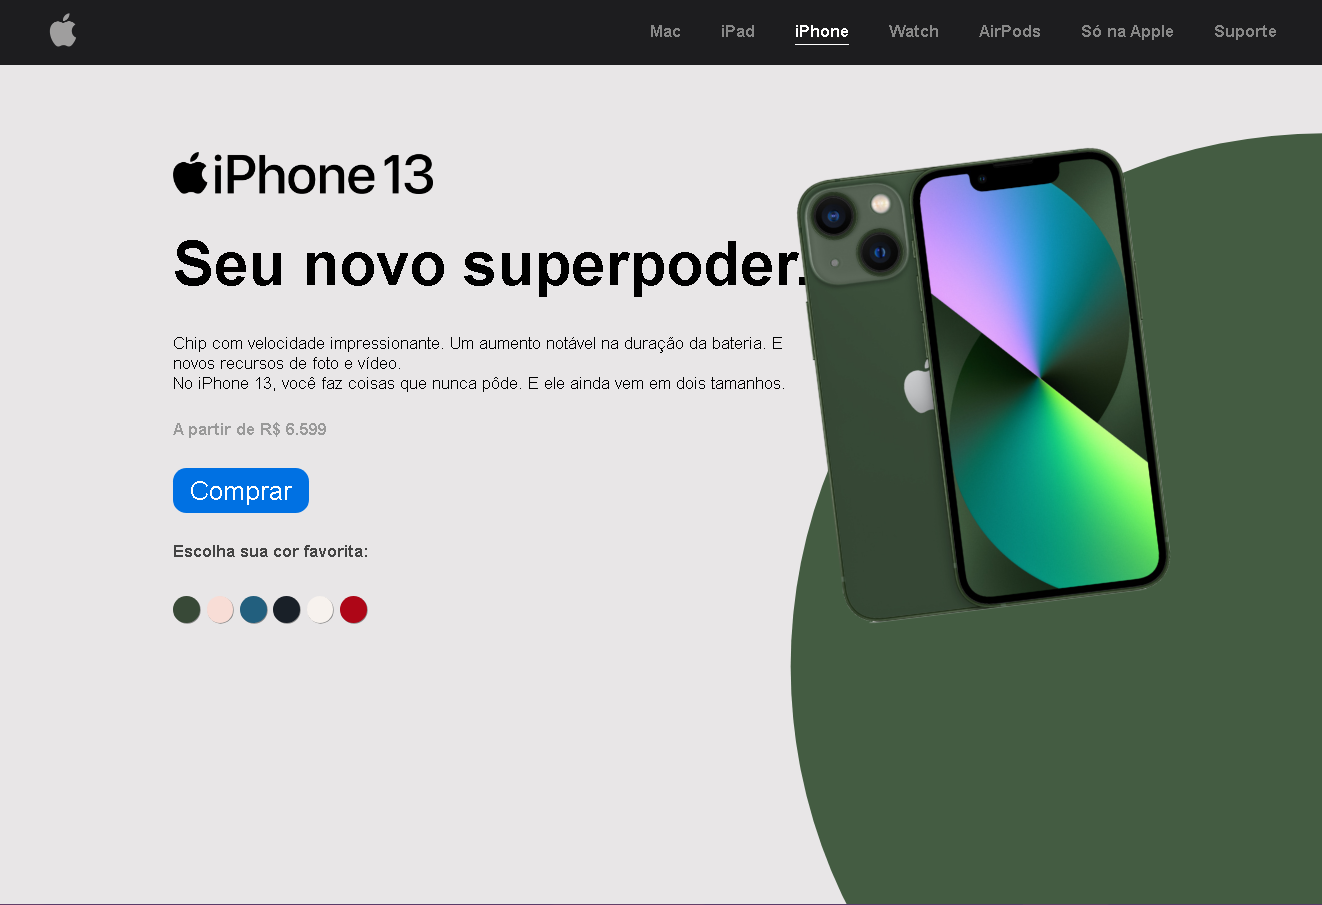 Mac iPad iPhone Watch AirPods Só na Apple Suporte
iPhone 13
Seu novo superpoder.
Chip com velocidade impressionante. Um aumento notável na duração da bateria. E
novos recursos de foto e vídeo.
No iPhone 13, você faz coisas que nunca pôde. E ele ainda vem em dois tamanhos.
A partir de R$ 6.599
Comprar
Escolha sua cor favorita: